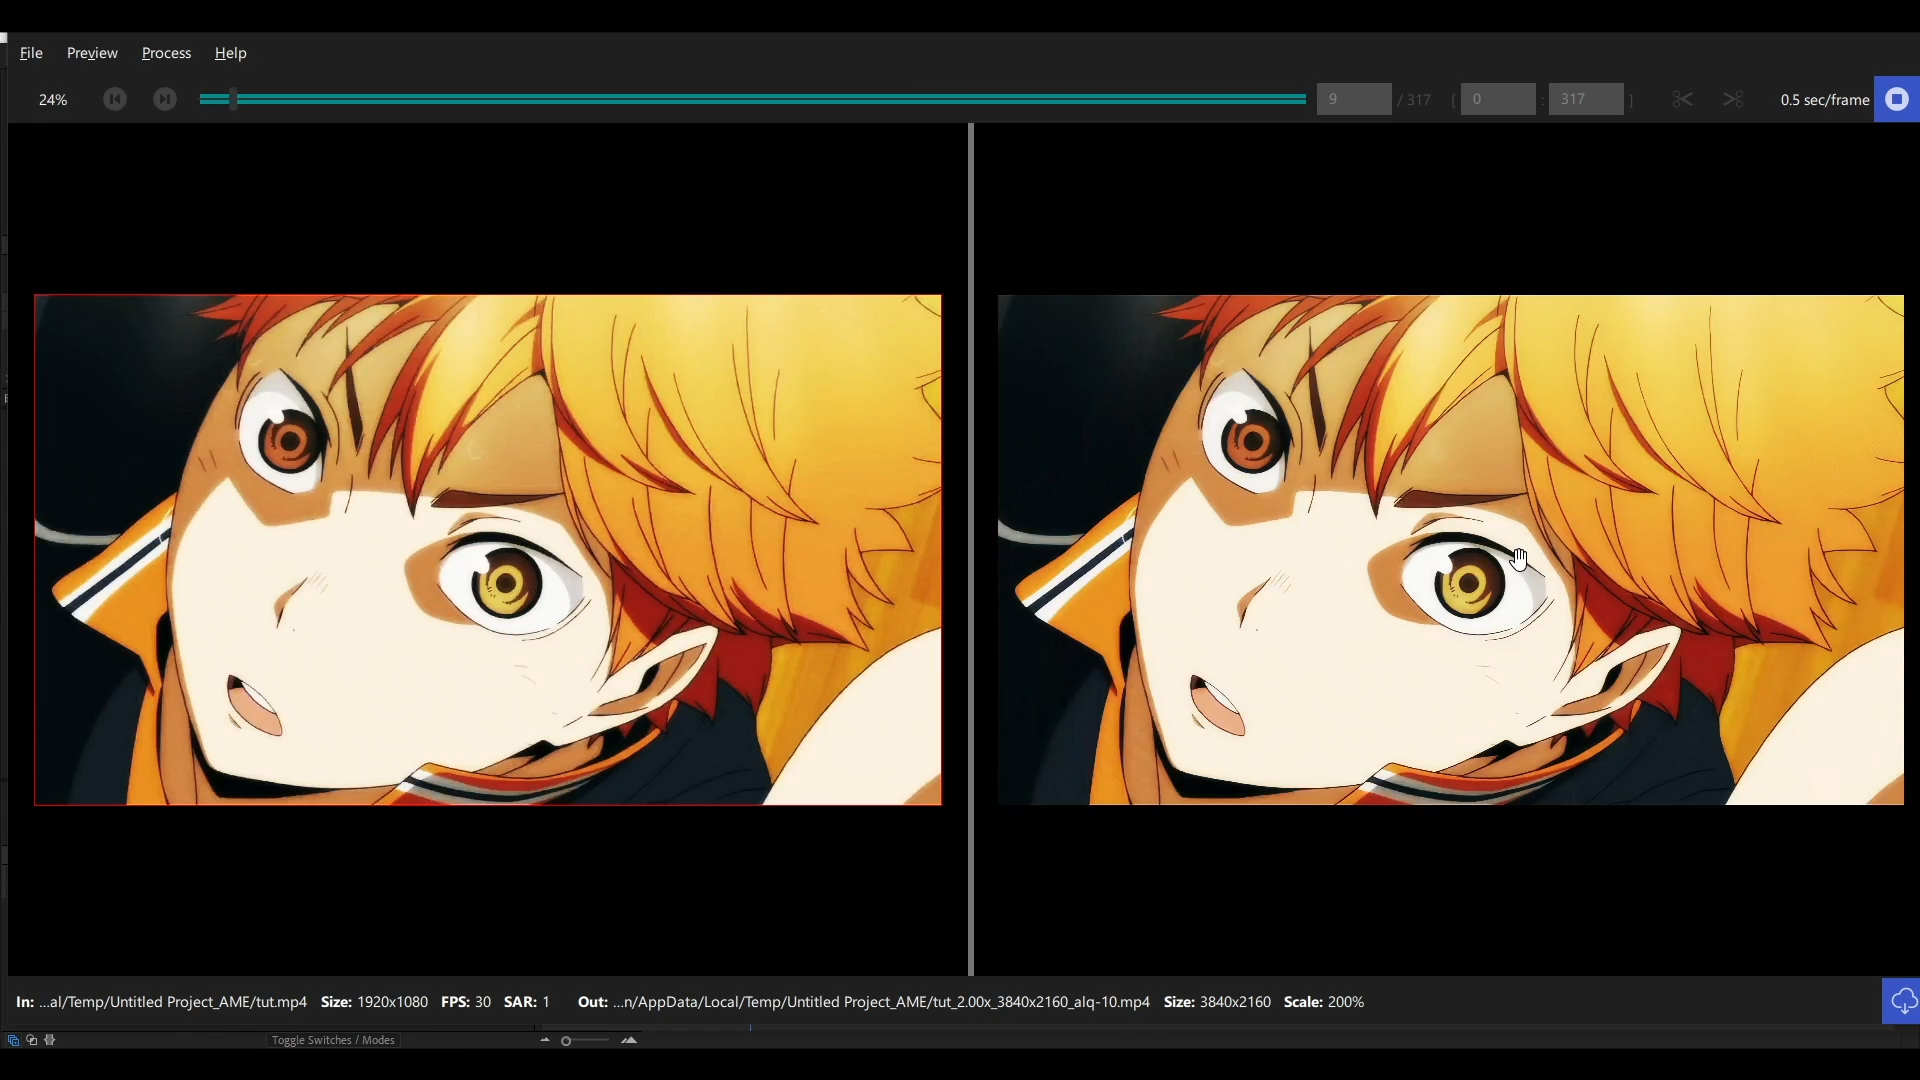 File Preview Process Help
24% 9 / 317 [ 0 : 317 ] 0.5 sec/frame
In: ...al/Temp/Untitled Project_AME/tut.mp4 Size: 1920x1080 FPS: 30 SAR: 1 Out: ...n/AppData/Local/Temp/Untitled Project_AME/tut_2.00x_3840x2160_alq-10.mp4 Size: 3840x2160 Scale: 200%
Toggle Switches / Modes